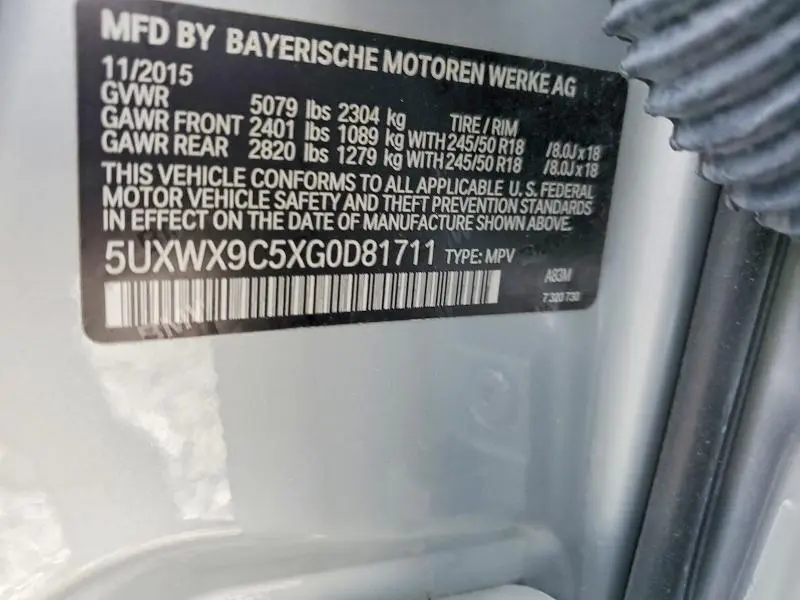 MFD BY BAYERISCHE MOTOREN WERKE AG
11/2015
GVWR 5079 lbs 2304 kg TIRE / RIM
GAWR FRONT 2401 lbs 1089 kg WITH 245/50 R18 /8.0J x 18
GAWR REAR 2820 lbs 1279 kg WITH 245/50 R18 /8.0J x 18
THIS VEHICLE CONFORMS TO ALL APPLICABLE U.S. FEDERAL
MOTOR VEHICLE SAFETY AND THEFT PREVENTION STANDARDS
IN EFFECT ON THE DATE OF MANUFACTURE SHOWN ABOVE.
5UXWX9C5XG0D81711 TYPE: MPV
A83M
7 320 730